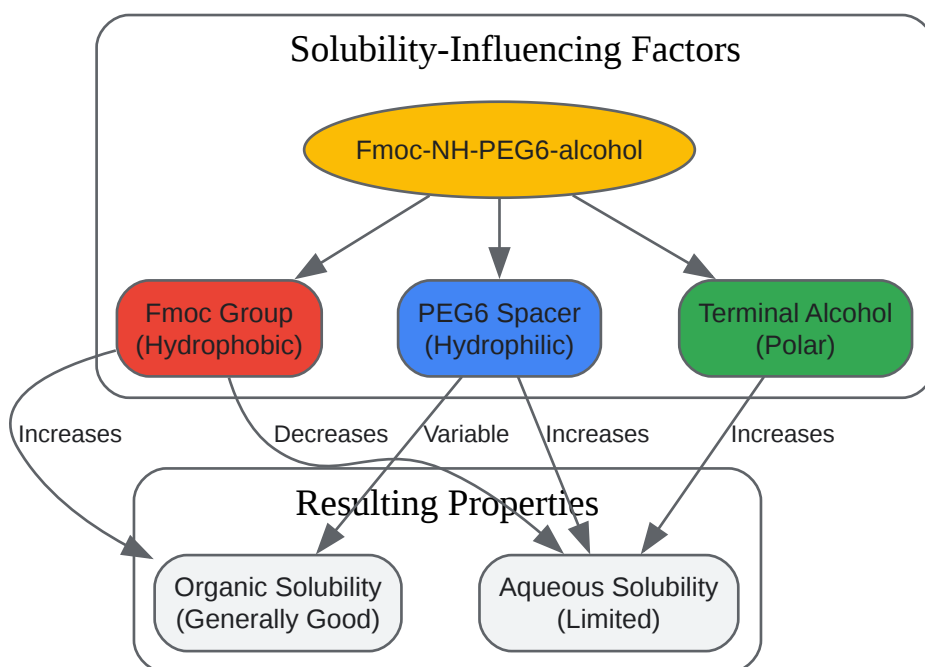 Solubility-Influencing Factors
Fmoc-NH-PEG6-alcohol
Fmoc Group
(Hydrophobic)
PEG6 Spacer
(Hydrophilic)
Terminal Alcohol
(Polar)
Increases
Decreases
Variable
Increases
Increases
Resulting Properties
Organic Solubility
(Generally Good)
Aqueous Solubility
(Limited)